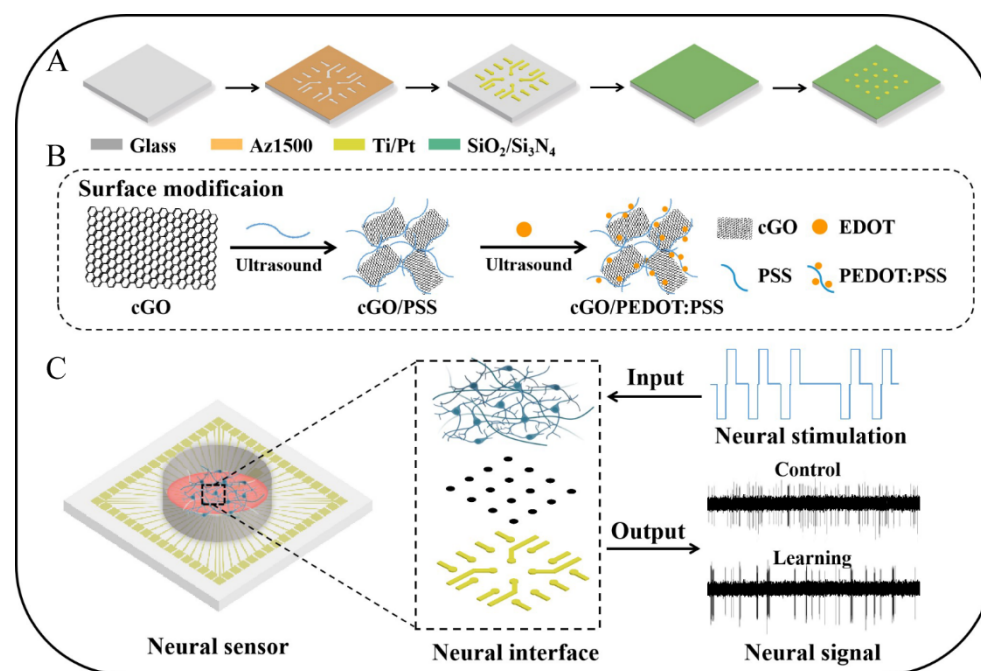 A
Glass
Az1500
Ti/Pt
SiO₂/Si₃N₄
B
Surface modificaion
Ultrasound
Ultrasound
cGO
cGO/PSS
cGO/PEDOT:PSS
cGO
EDOT
PSS
PEDOT:PSS
C
Input
Neural stimulation
Control
Output
Learning
Neural sensor
Neural interface
Neural signal